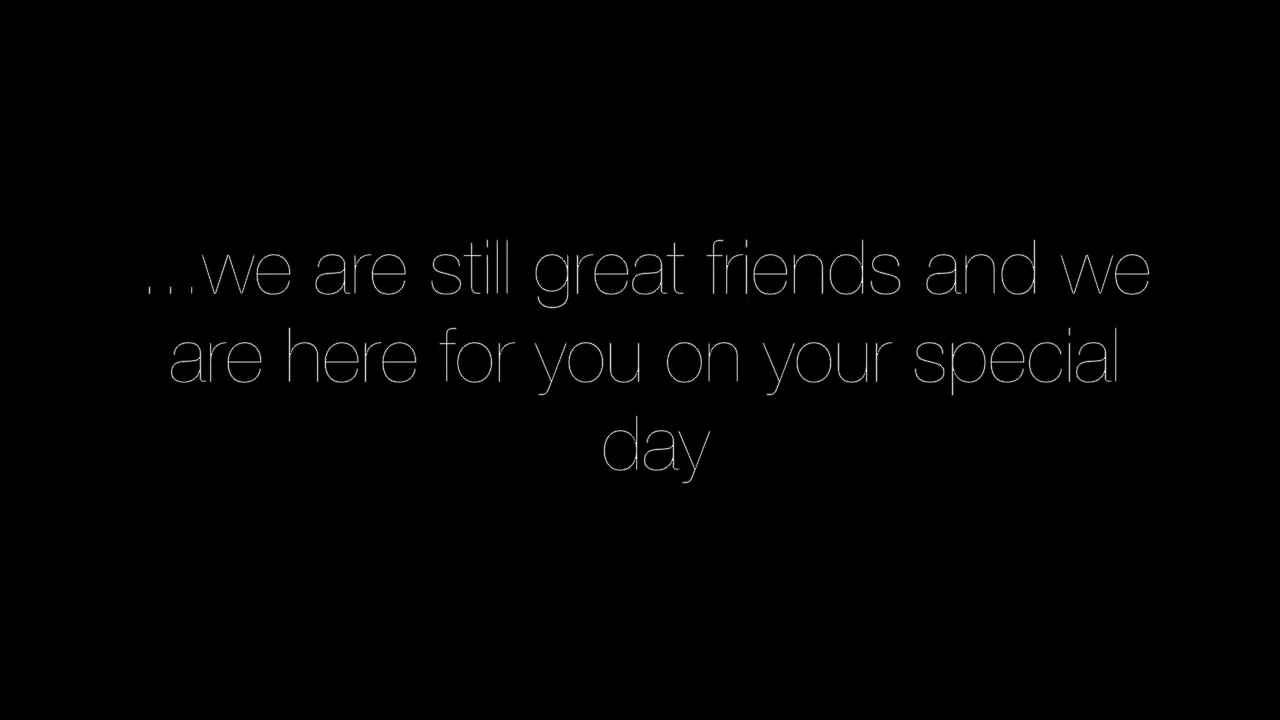 ...we are still great friends and we
are here for you on your special
day